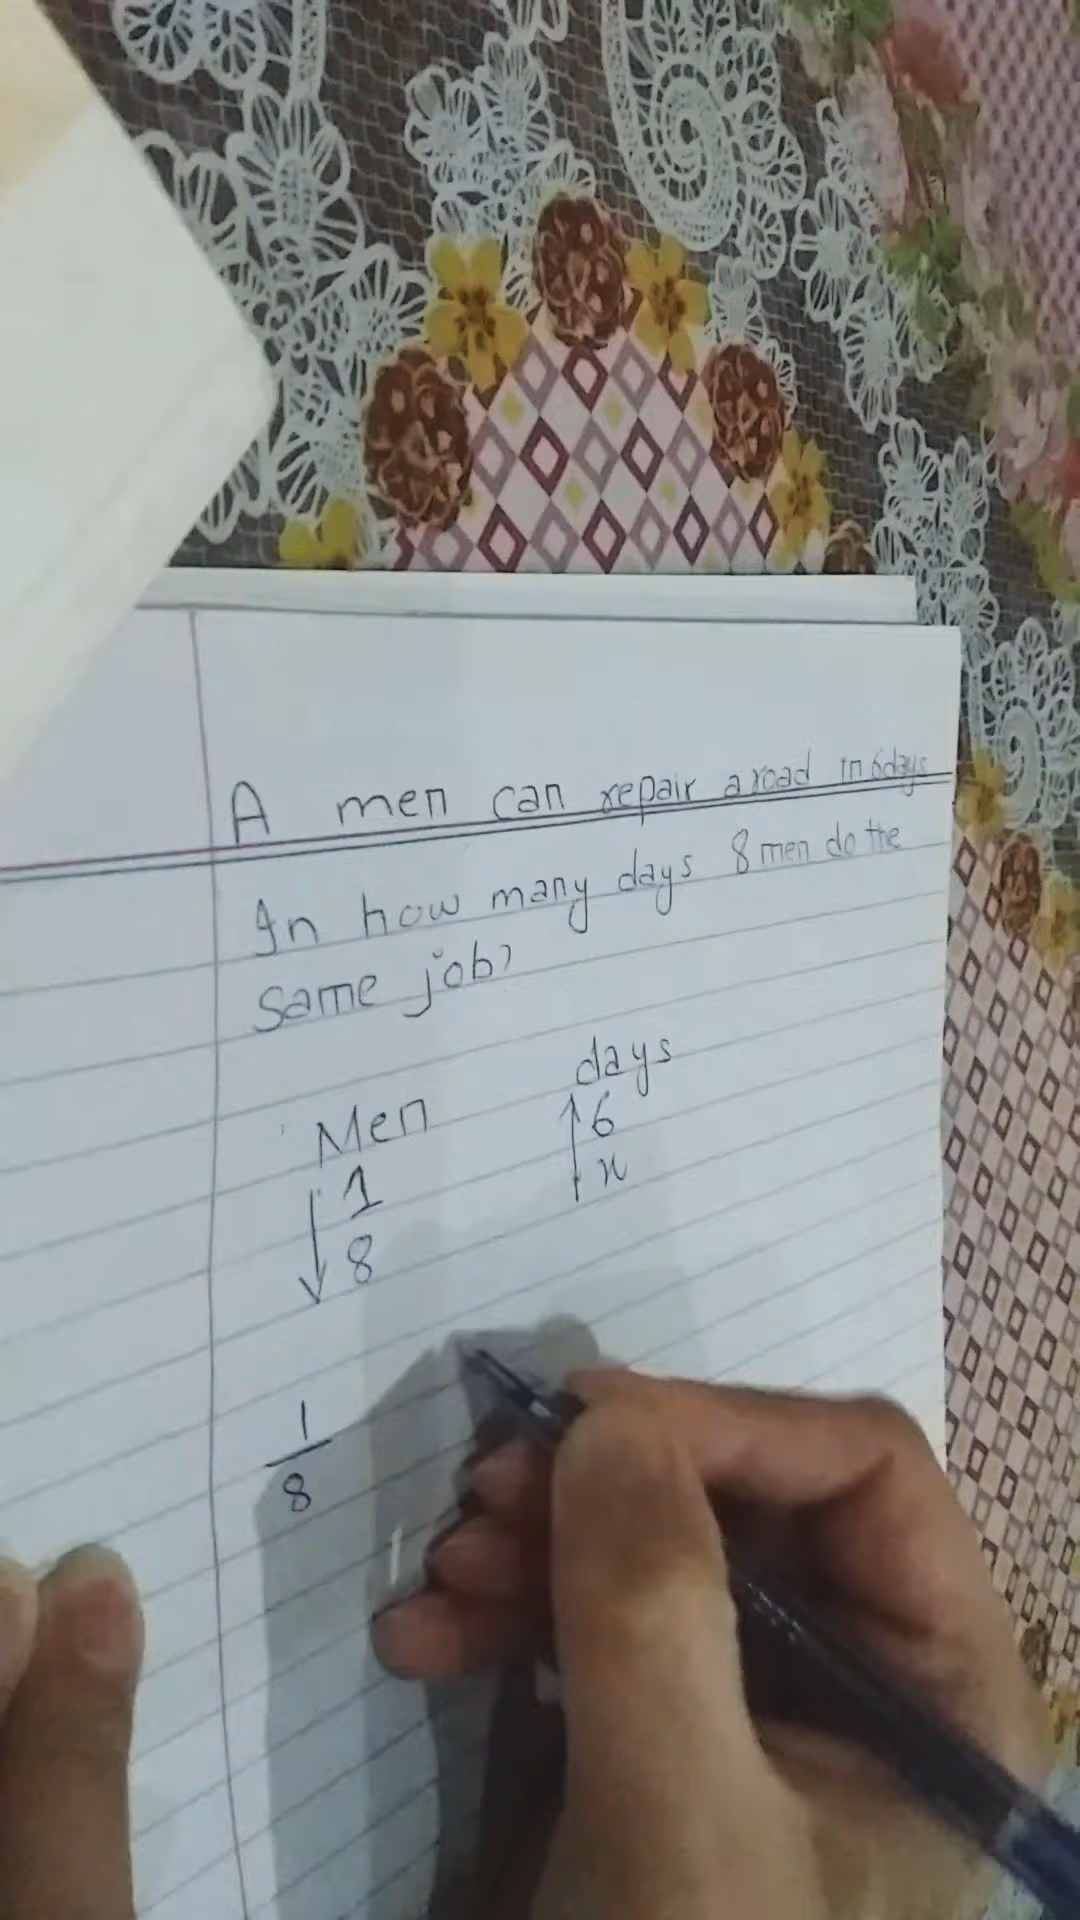 A men can repair a road in 6days
In how many days 8 men do the
same job?
Men days
1 6
8 x
1
8